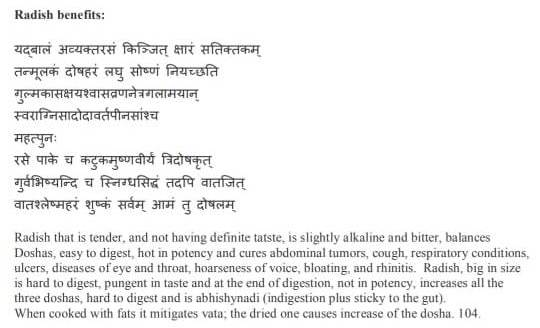 Radish benefits:
यद्बालं अव्यक्तरसं किञ्जित् क्षारं सतिक्तकम्
तन्मूलकं दोषहरं लघु सोष्णं नियच्छति
गुल्मकासक्षयश्वासव्रणनेत्रगलामयान्
स्वराग्निसादोदावर्तपीनसांश्च
महत्पुनः
रसे पाके च कटुकमुष्णवीर्यं त्रिदोषकृत्
गुर्वभिष्यन्दि च स्निग्धसिद्धं तदपि वातजित्
वातश्लेष्महरं शुष्कं सर्वम् आमं तु दोषलम्
Radish that is tender, and not having definite tatste, is slightly alkaline and bitter, balances
Doshas, easy to digest, hot in potency and cures abdominal tumors, cough, respiratory conditions,
ulcers, diseases of eye and throat, hoarseness of voice, bloating, and rhinitis. Radish, big in size
is hard to digest, pungent in taste and at the end of digestion, not in potency, increases all the
three doshas, hard to digest and is abhishynadi (indigestion plus sticky to the gut).
When cooked with fats it mitigates vata; the dried one causes increase of the dosha. 104.